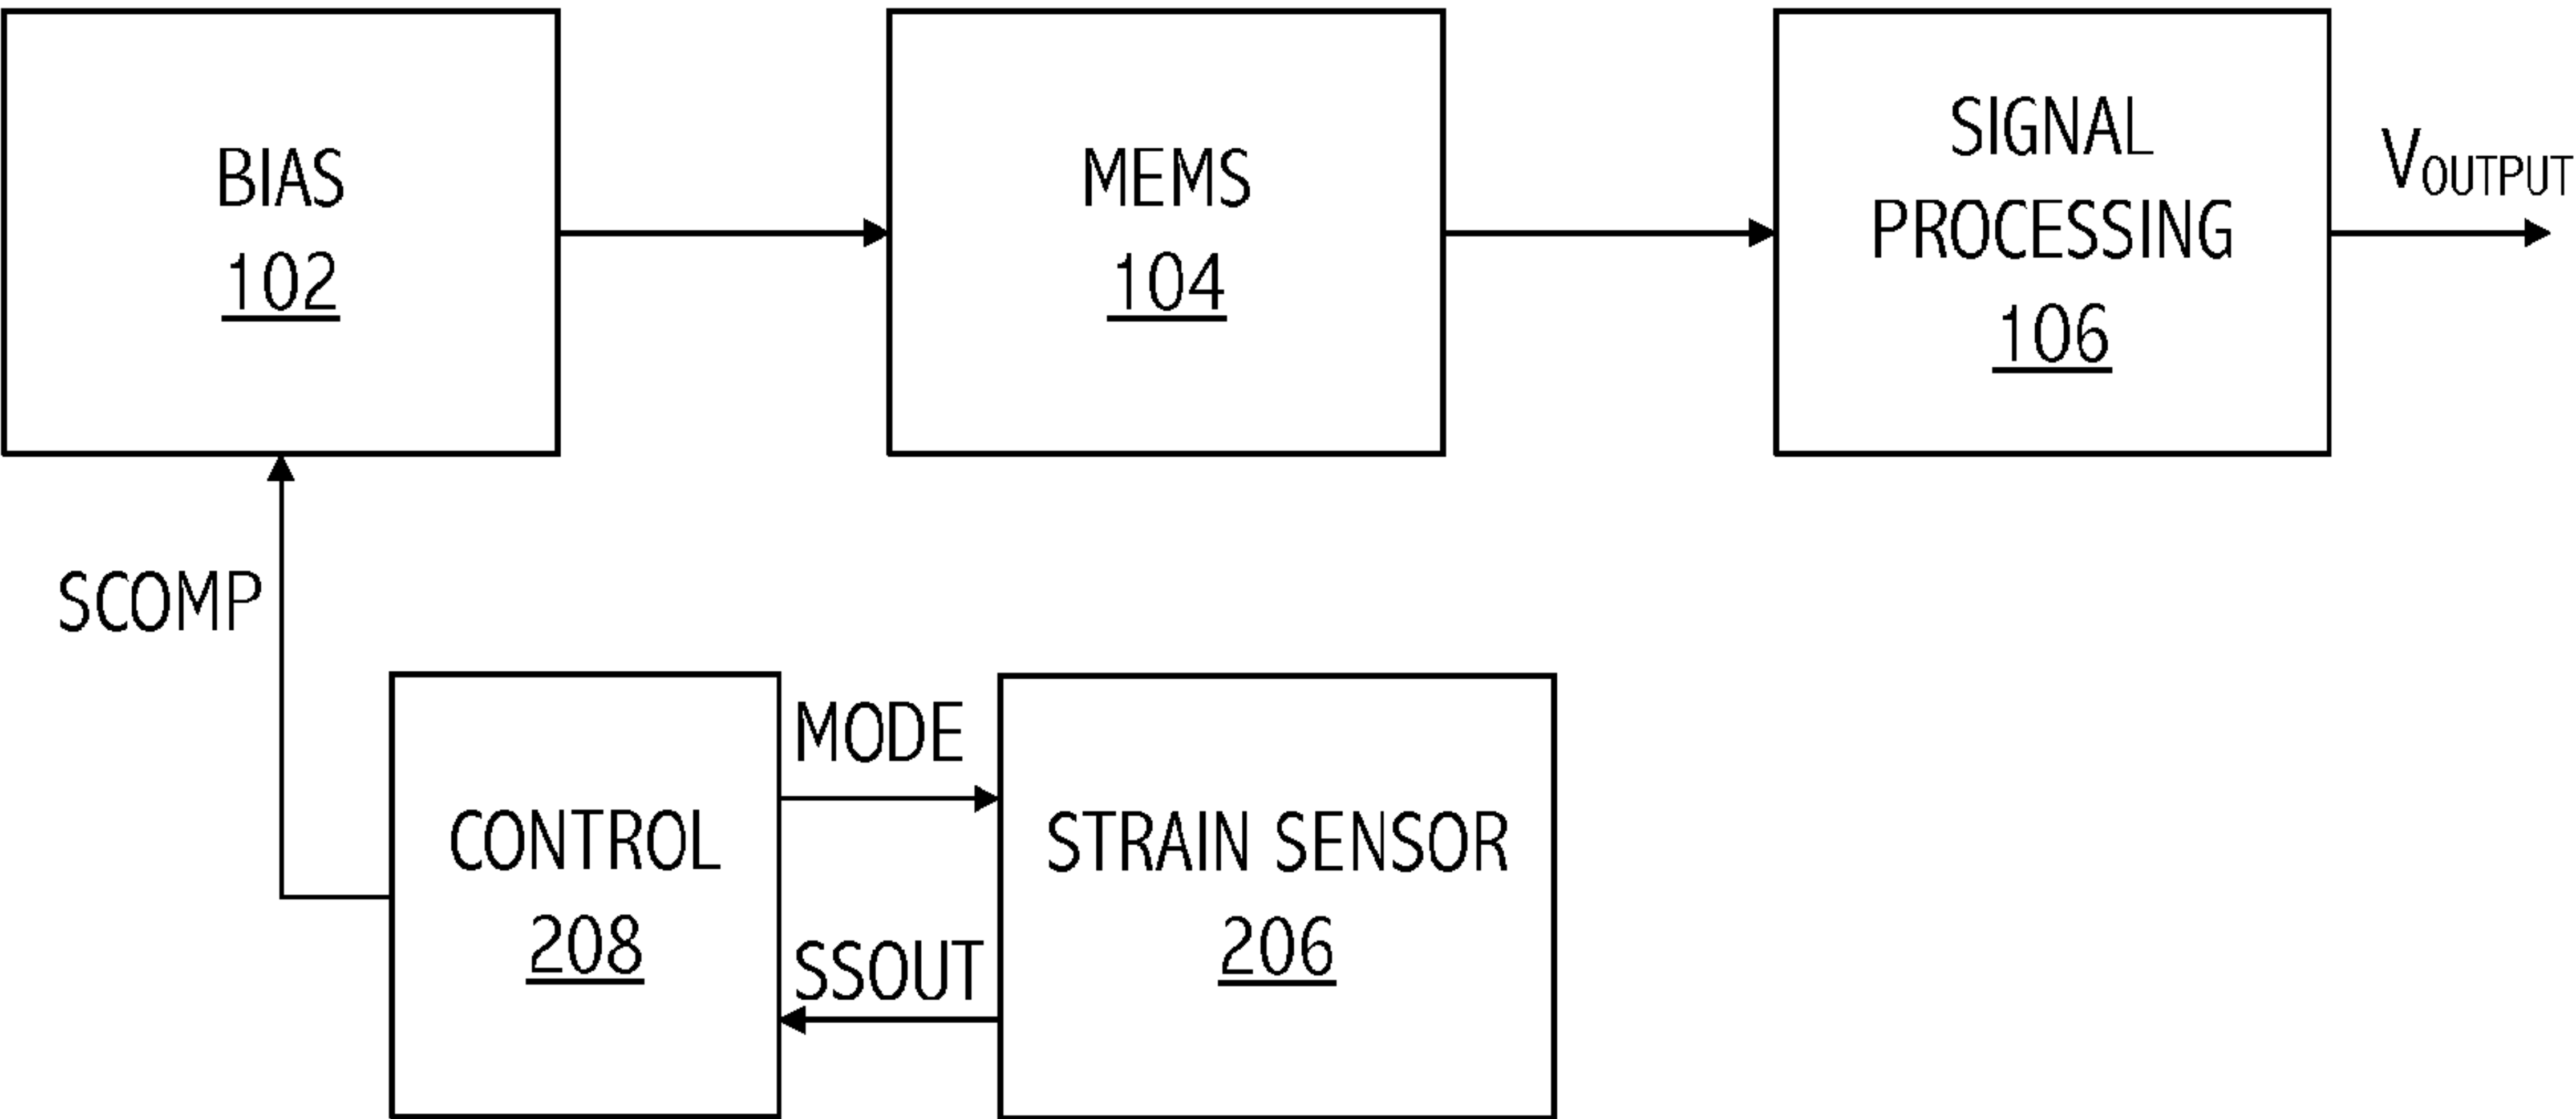 BIAS
102
MEMS
104
SIGNAL
PROCESSING
106
VOUTPUT
SCOMP
CONTROL
208
MODE
SSOUT
STRAIN SENSOR
206